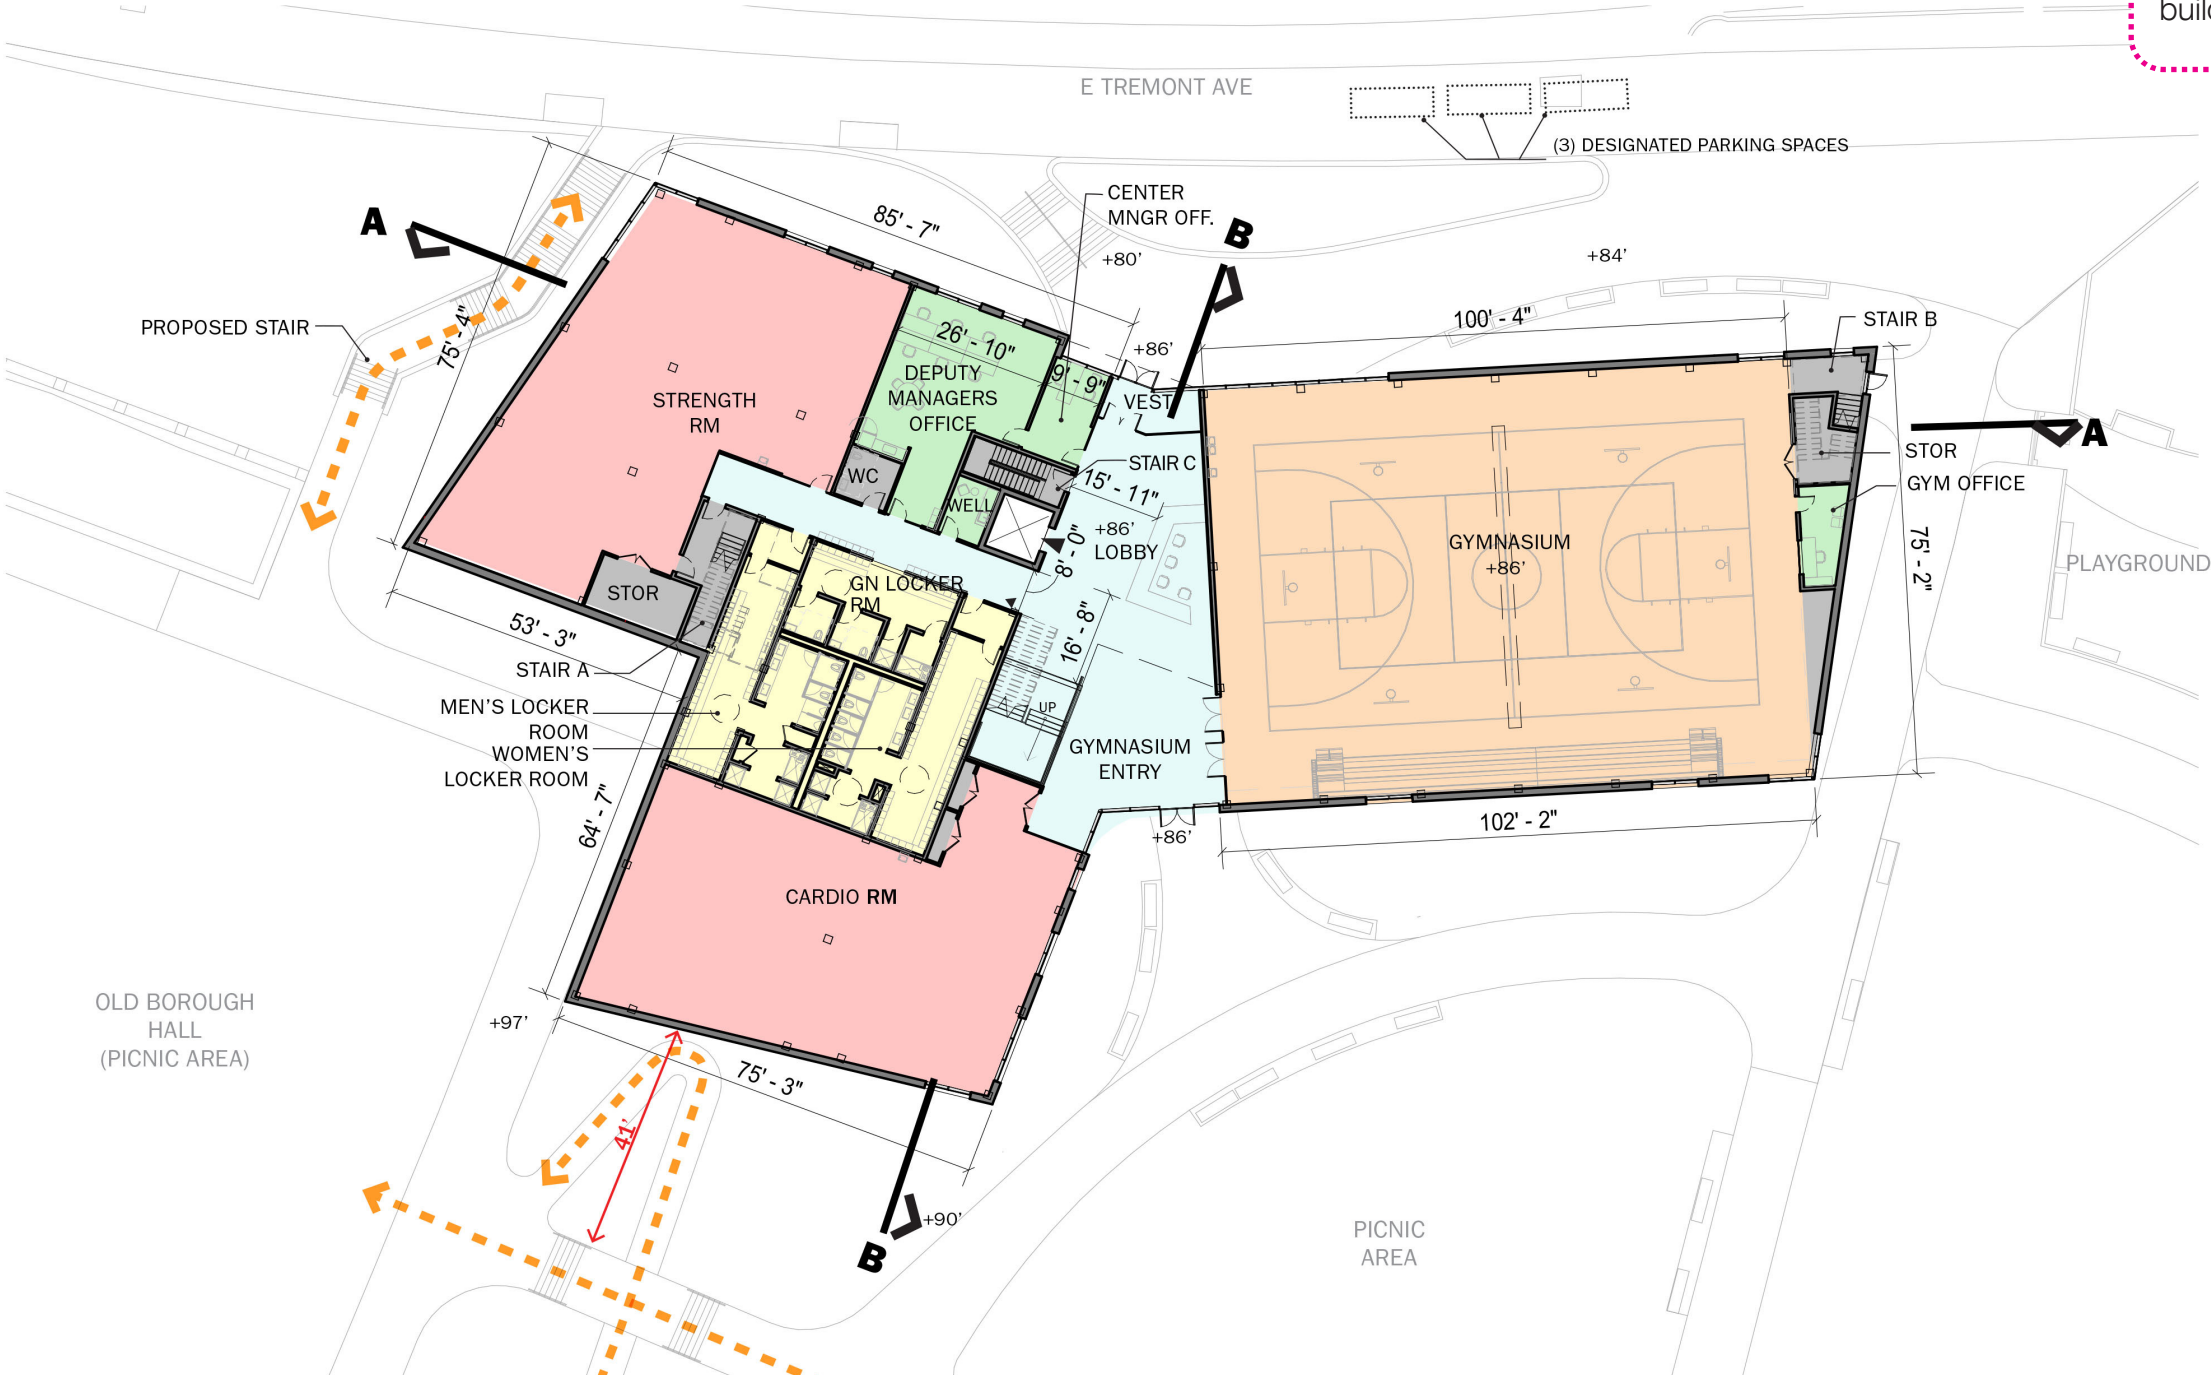 build
E TREMONT AVE
(3) DESIGNATED PARKING SPACES
CENTER
MNGR OFF.
A
B
85' - 7"
+80'
+84'
100' - 4"
STAIR B
PROPOSED STAIR
75' - 4"
26' - 10"
+86'
9' - 9"
DEPUTY
MANAGERS
OFFICE
VEST
STRENGTH
RM
A
STOR
GYM OFFICE
WC
STAIR C
15' - 11"
WELL
+86'
LOBBY
8' - 0"
GYMNASIUM
+86'
75' - 2"
PLAYGROUND
STOR
GN LOCKER
RM
53' - 3"
16' - 8"
STAIR A
MEN'S LOCKER
ROOM
WOMEN'S
LOCKER ROOM
UP
GYMNASIUM
ENTRY
64' - 7"
+86'
102' - 2"
CARDIO RM
OLD BOROUGH
HALL
(PICNIC AREA)
+97'
75' - 3"
41'
+90'
B
PICNIC
AREA